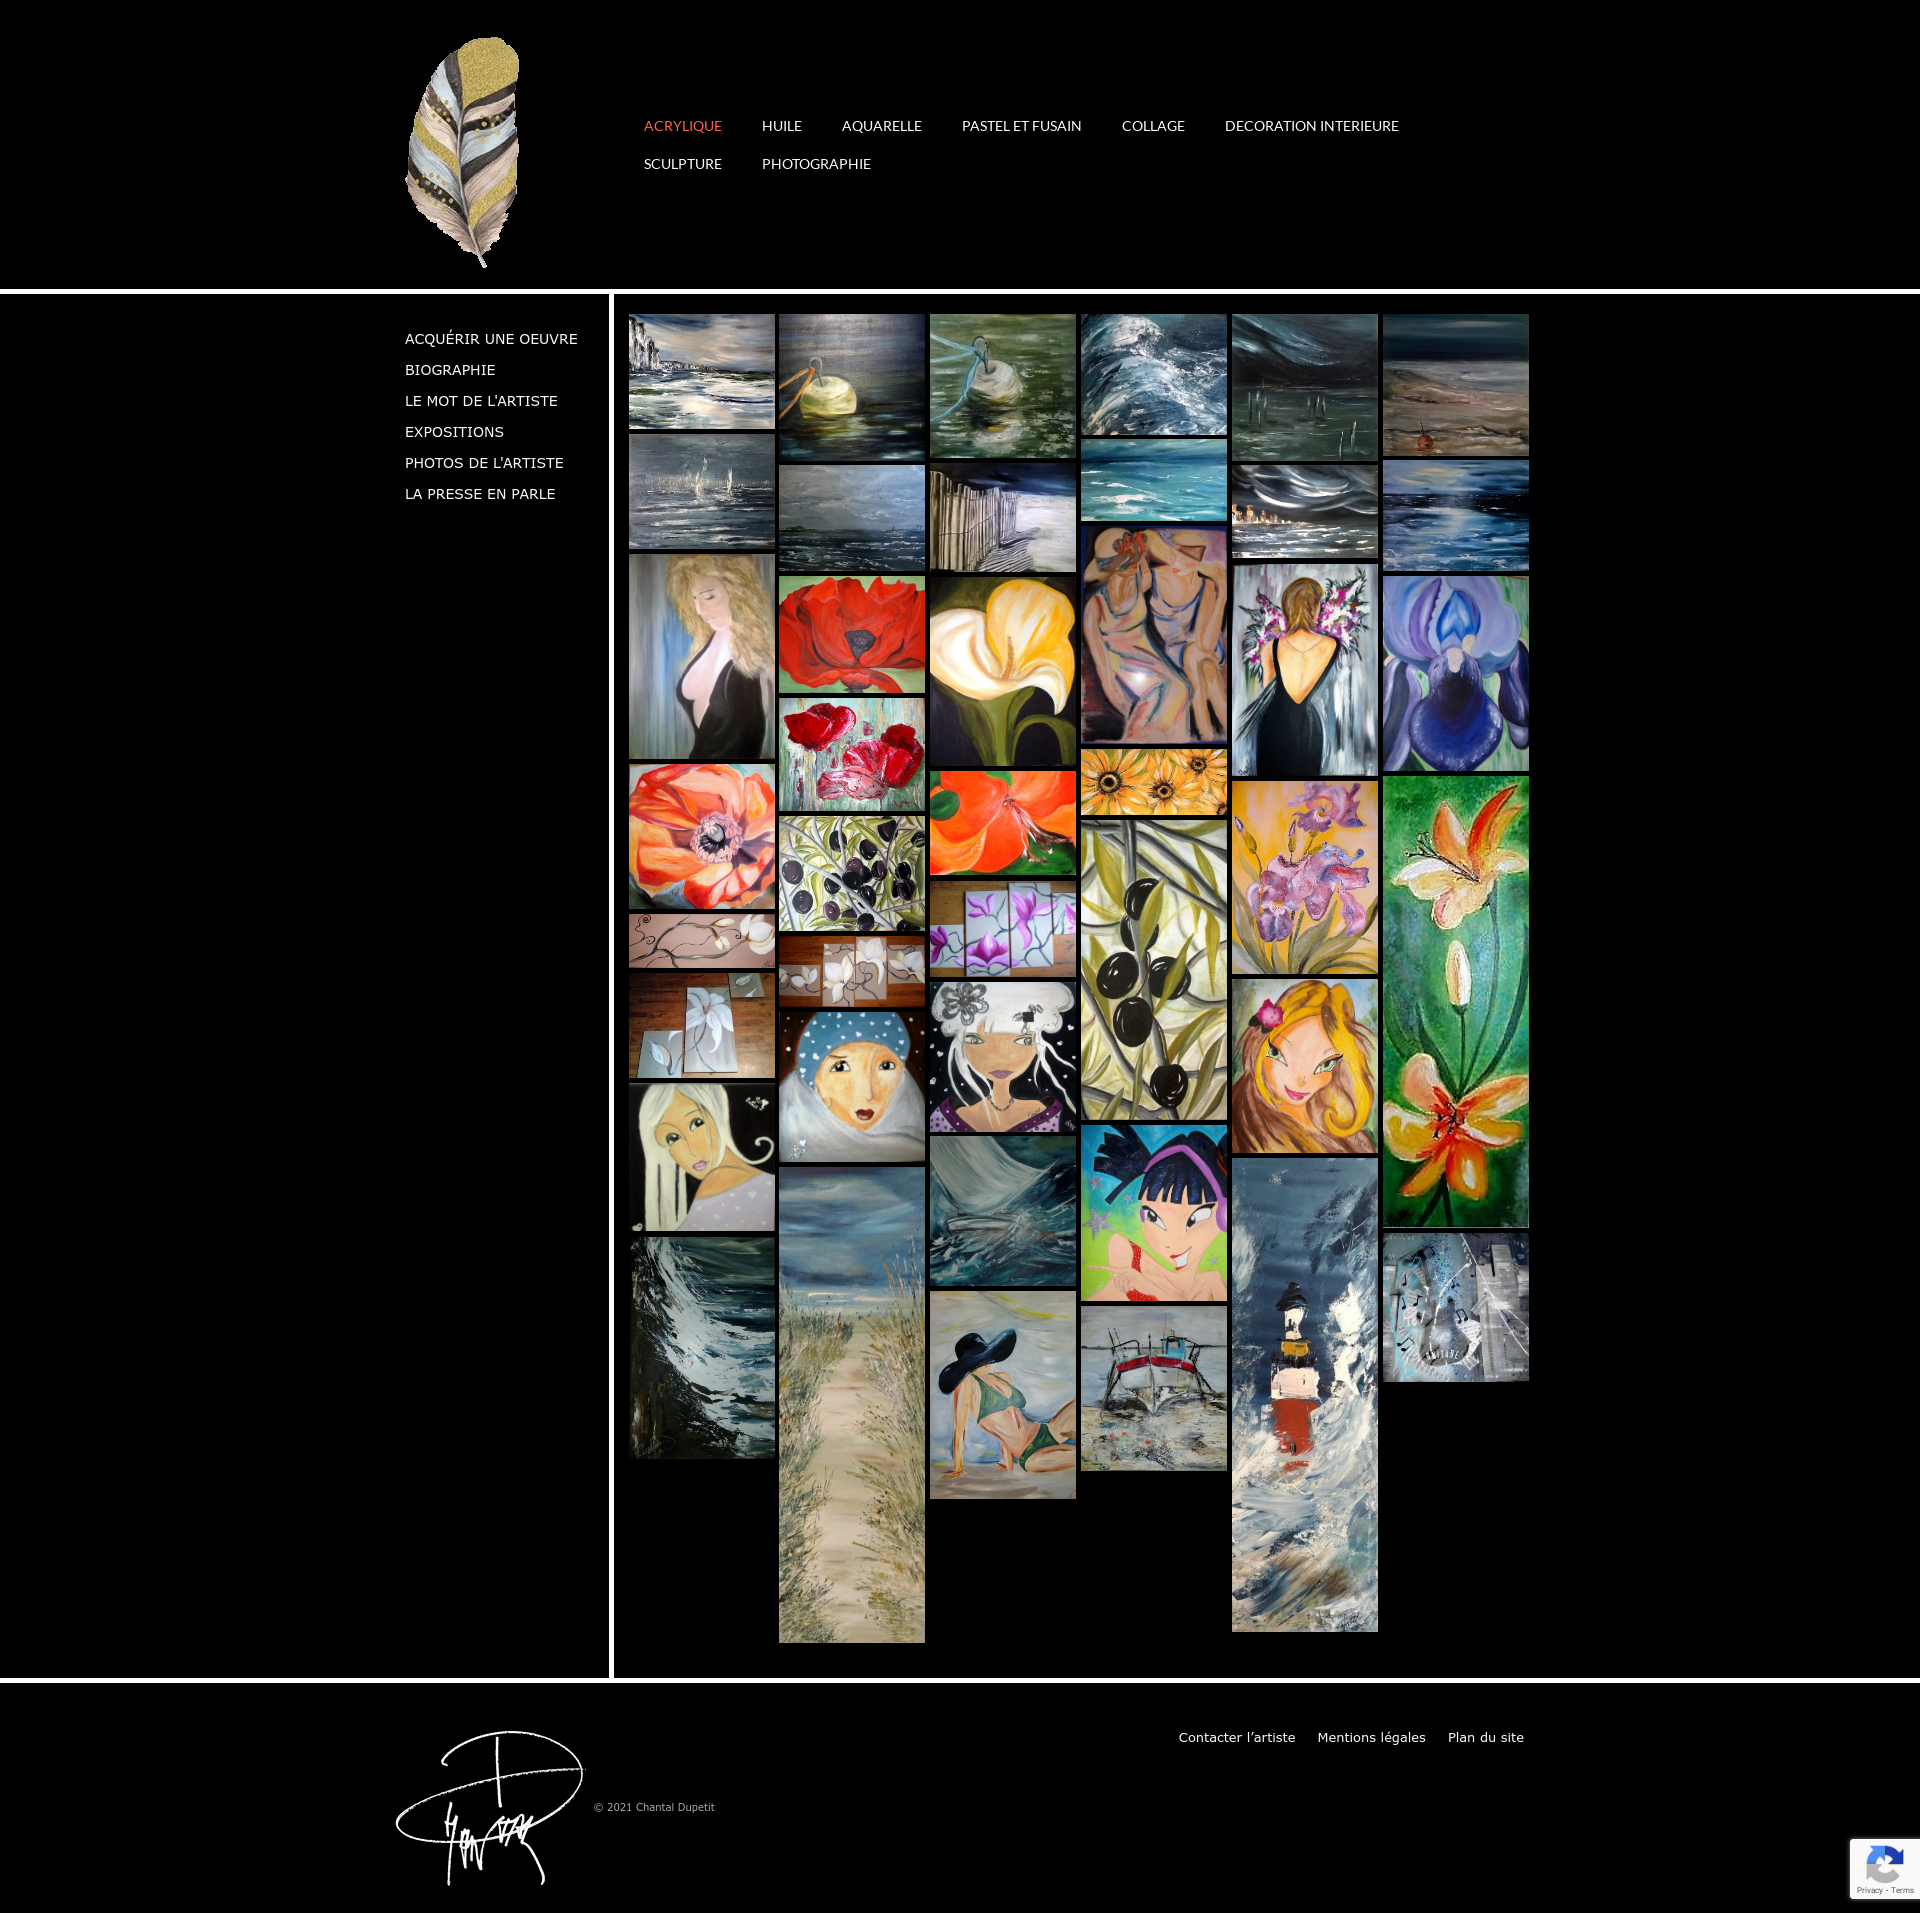 ACRYLIQUE HUILE AQUARELLE PASTEL ET FUSAIN COLLAGE DECORATION INTERIEURE
SCULPTURE PHOTOGRAPHIE
ACQUÉRIR UNE OEUVRE
BIOGRAPHIE
LE MOT DE L'ARTISTE
EXPOSITIONS
PHOTOS DE L'ARTISTE
LA PRESSE EN PARLE
Contacter l’artiste Mentions légales Plan du site
© 2021 Chantal Dupetit
Privacy - Terms